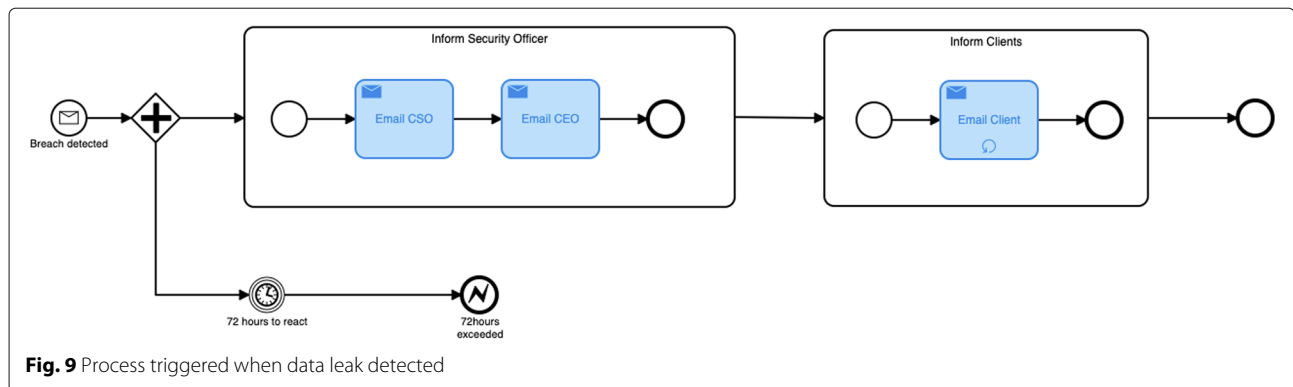 Inform Security Officer
Inform Clients
Email CSO
Email CEO
Email Client
Breach detected
72 hours to react
72hours
exceeded
Fig. 9 Process triggered when data leak detected